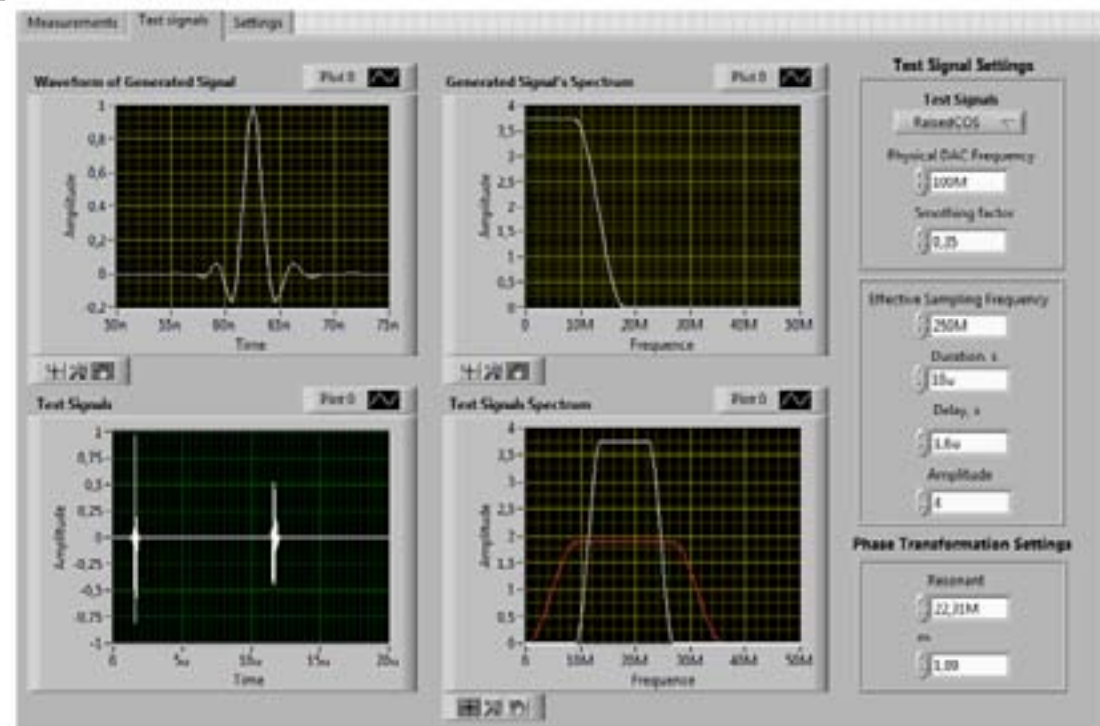 Measurements
Test signals
Settings
Waveform of Generated Signal
Plot 0
Amplitude
1
0,8
0,6
0,4
0,2
0
-0,2
30n
55n
60n
65n
70n
75n
Time
Generated Signal's Spectrum
Plot 0
Amplitude
4
3,5
3
2,5
2
1,5
1
0,5
0
0
10M
20M
30M
40M
50M
Frequence
Test Signals
Plot 0
Amplitude
1
0,75
0,5
0,25
0
-0,25
-0,5
-0,75
-1
0
5u
10u
15u
20u
Time
Test Signals Spectrum
Plot 0
Amplitude
4
3,5
3
2,5
2
1,5
1
0,5
0
0
10M
20M
30M
40M
50M
Frequence
Test Signal Settings
Test Signals
RaisedCOS
Physical DAC Frequency
100M
Smothing factor
0,35
Effective Sampling Frequency
250M
Duration, s
10u
Delay, s
1,6u
Amplitude
4
Phase Transformation Settings
Resonant
22,31M
m
1,09